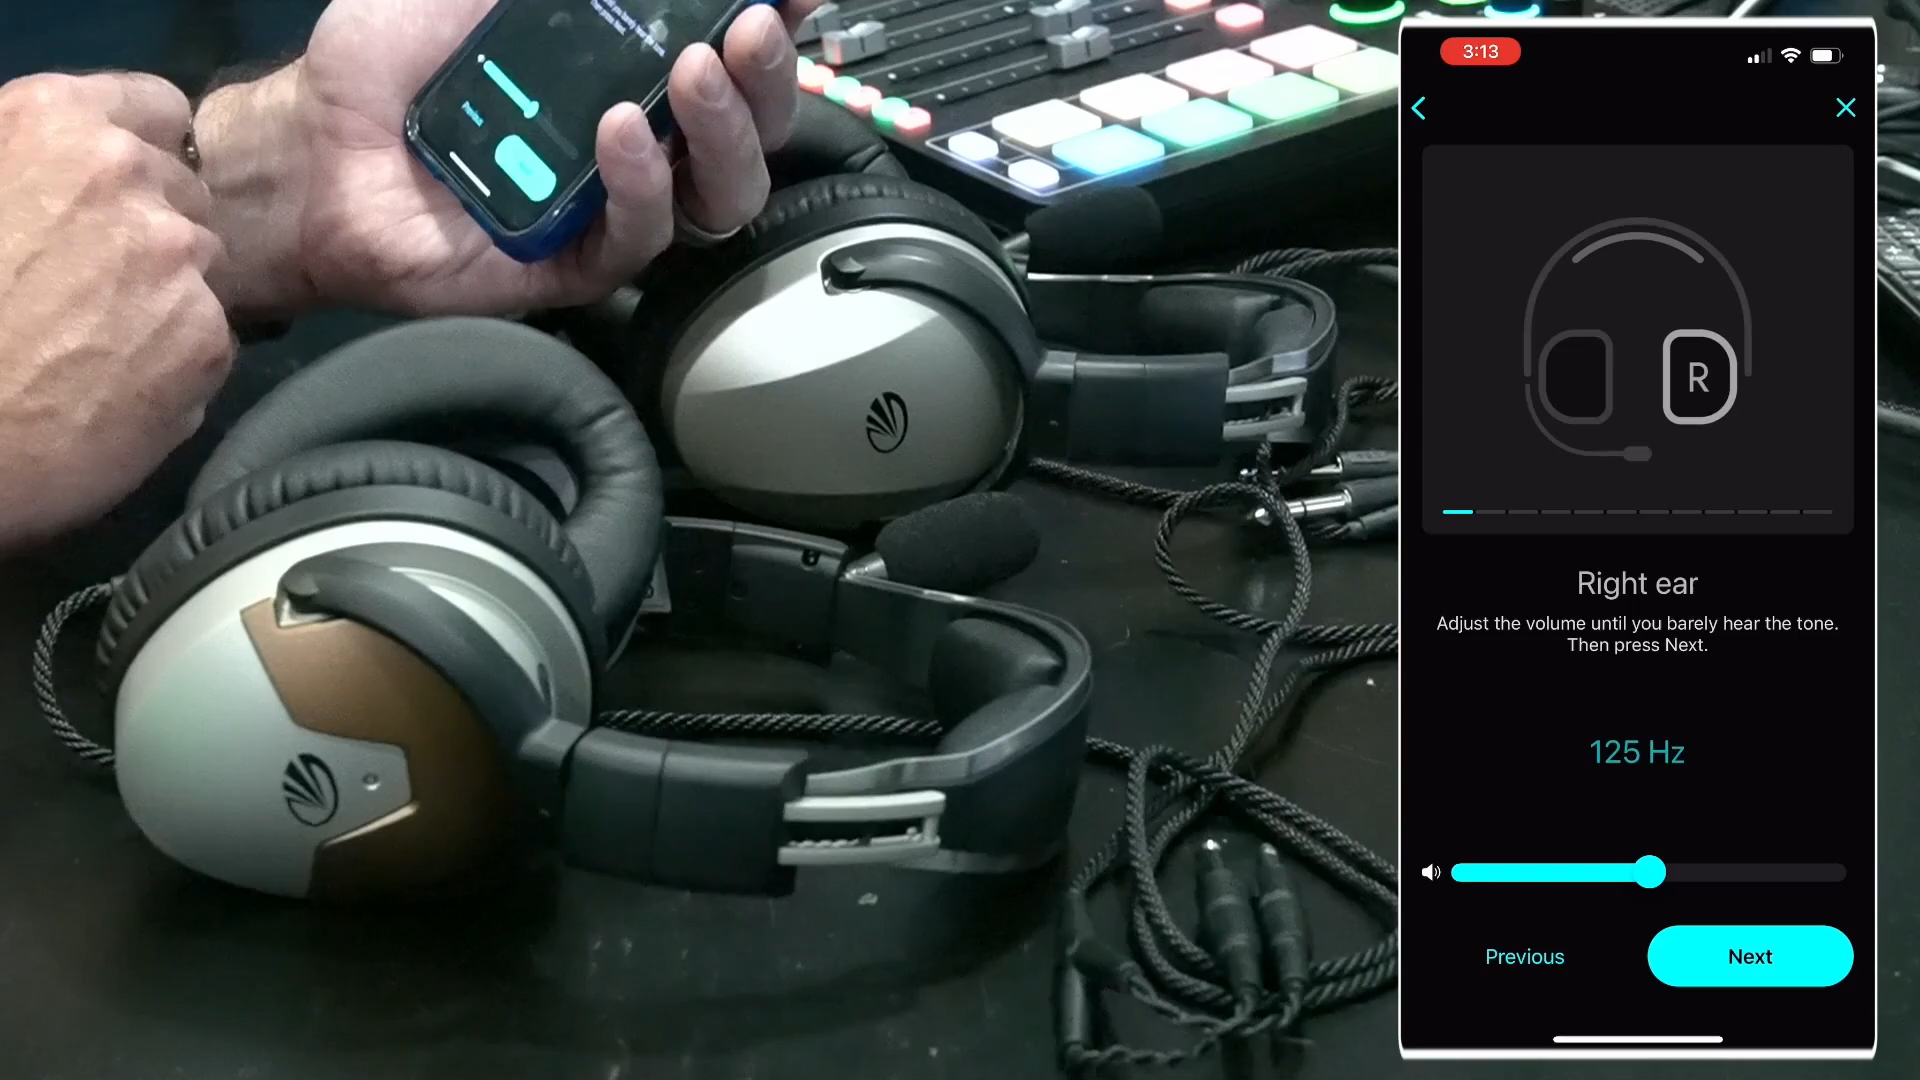 3:13
R
Right ear
Adjust the volume until you barely hear the tone.
Then press Next.
125 Hz
Previous
Next